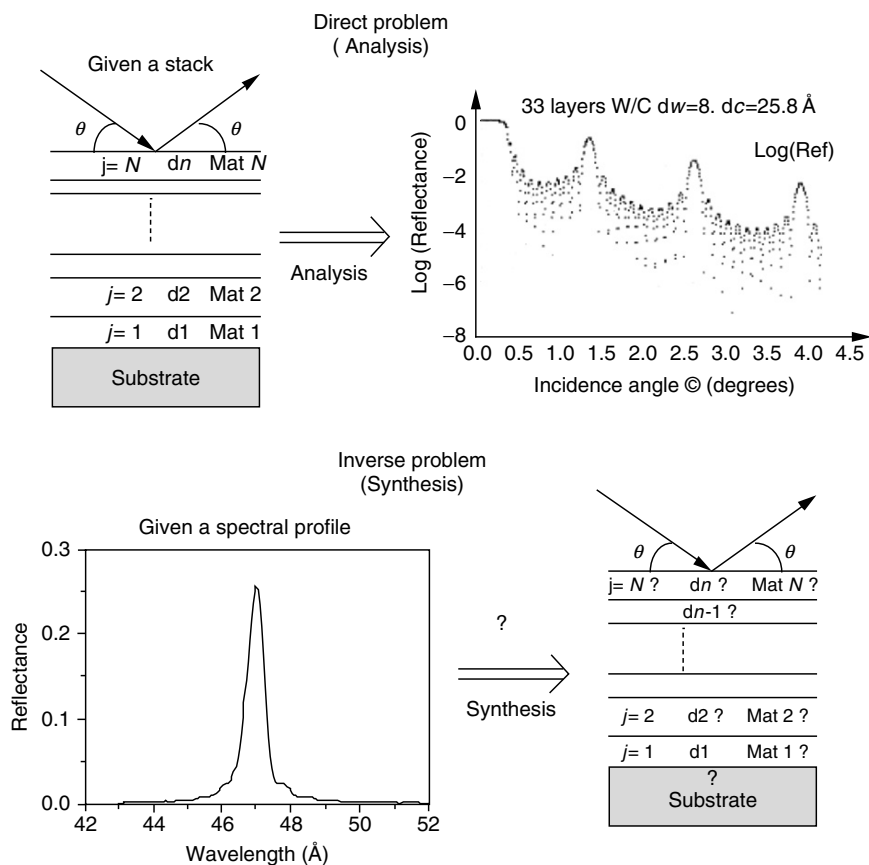 Direct problem
( Analysis)
Given a stack
θ θ
j= N dn Mat N
j= 2 d2 Mat 2
j= 1 d1 Mat 1
Substrate
Analysis
33 layers W/C dw=8. dc=25.8 Å
Log(Ref)
Log (Reflectance)
0
–2
–4
–6
–8
0.0 0.5 1.5 1.0 2.0 2.5 3.0 3.5 4.0 4.5
Incidence angle © (degrees)
Inverse problem
(Synthesis)
Given a spectral profile
Reflectance
0.3
0.2
0.1
0.0
42 44 46 48 50 52
Wavelength (Å)
?
Synthesis
θ θ
j= N ? dn ? Mat N ?
dn-1 ?
j= 2 d2 ? Mat 2 ?
j= 1 d1 Mat 1 ?
?
Substrate